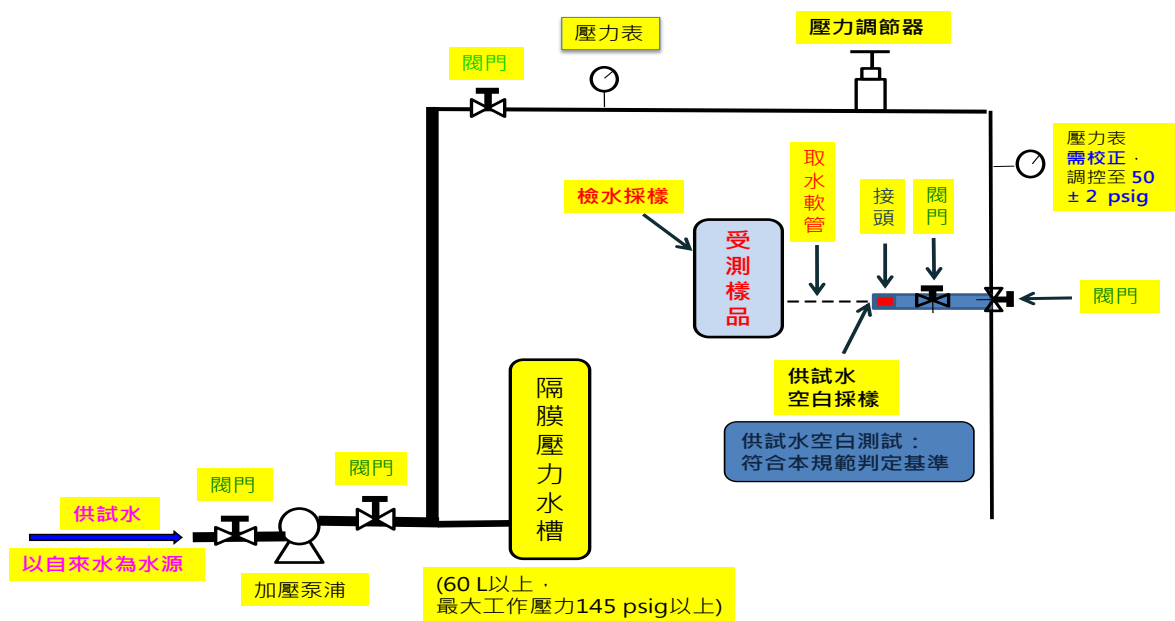 壓力表
壓力調節器
閥門
壓力表
需校正，
調控至 50
± 2 psig
取水軟管
接頭
閥門
檢水採樣
受測樣品
閥門
供試水
空白採樣
供試水空白測試：
符合本規範判定基準
隔膜壓力水槽
閥門
閥門
供試水
以自來水為水源
加壓泵浦
(60 L以上，
最大工作壓力145 psig以上)